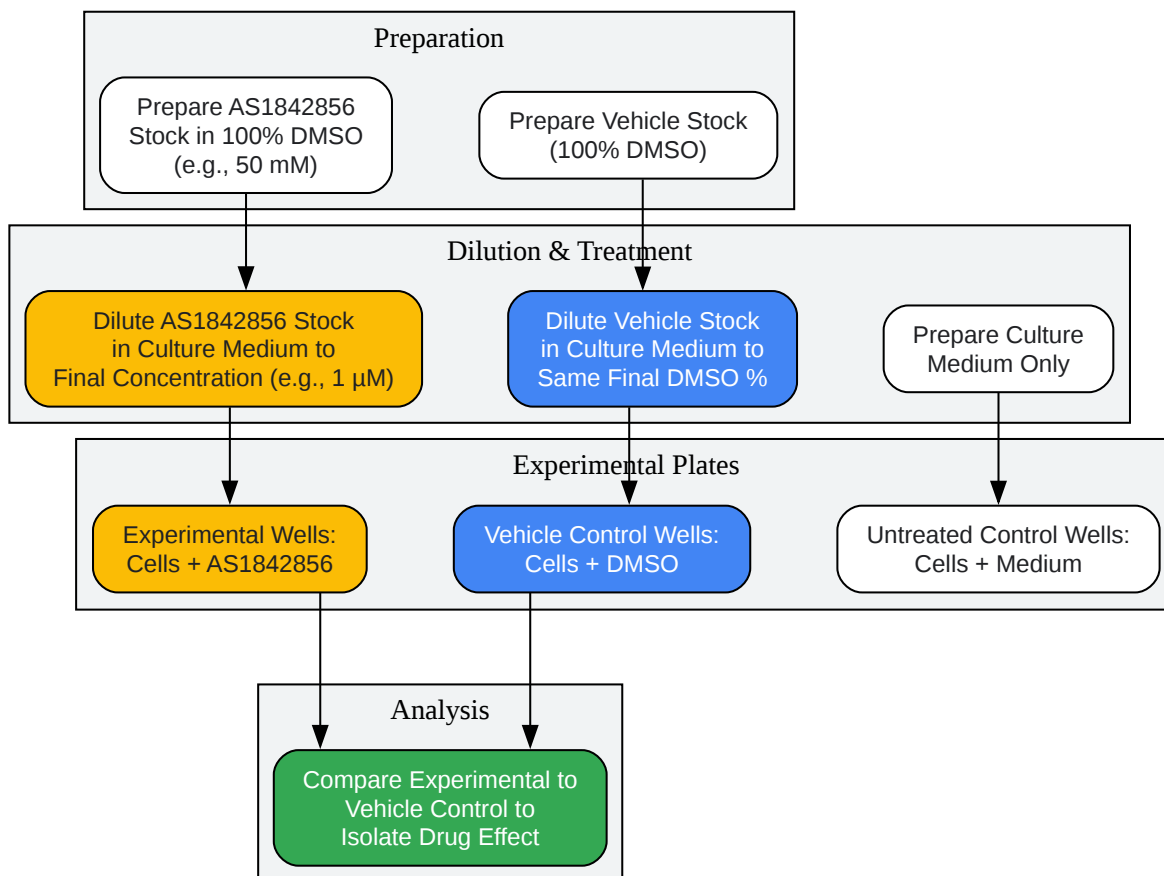 Preparation
Prepare AS1842856
Stock in 100% DMSO
(e.g., 50 mM)
Prepare Vehicle Stock
(100% DMSO)
Dilution & Treatment
Dilute AS1842856 Stock
in Culture Medium to
Final Concentration (e.g., 1 µM)
Dilute Vehicle Stock
in Culture Medium to
Same Final DMSO %
Prepare Culture
Medium Only
Experimental Plates
Experimental Wells:
Cells + AS1842856
Vehicle Control Wells:
Cells + DMSO
Untreated Control Wells:
Cells + Medium
Analysis
Compare Experimental to
Vehicle Control to
Isolate Drug Effect